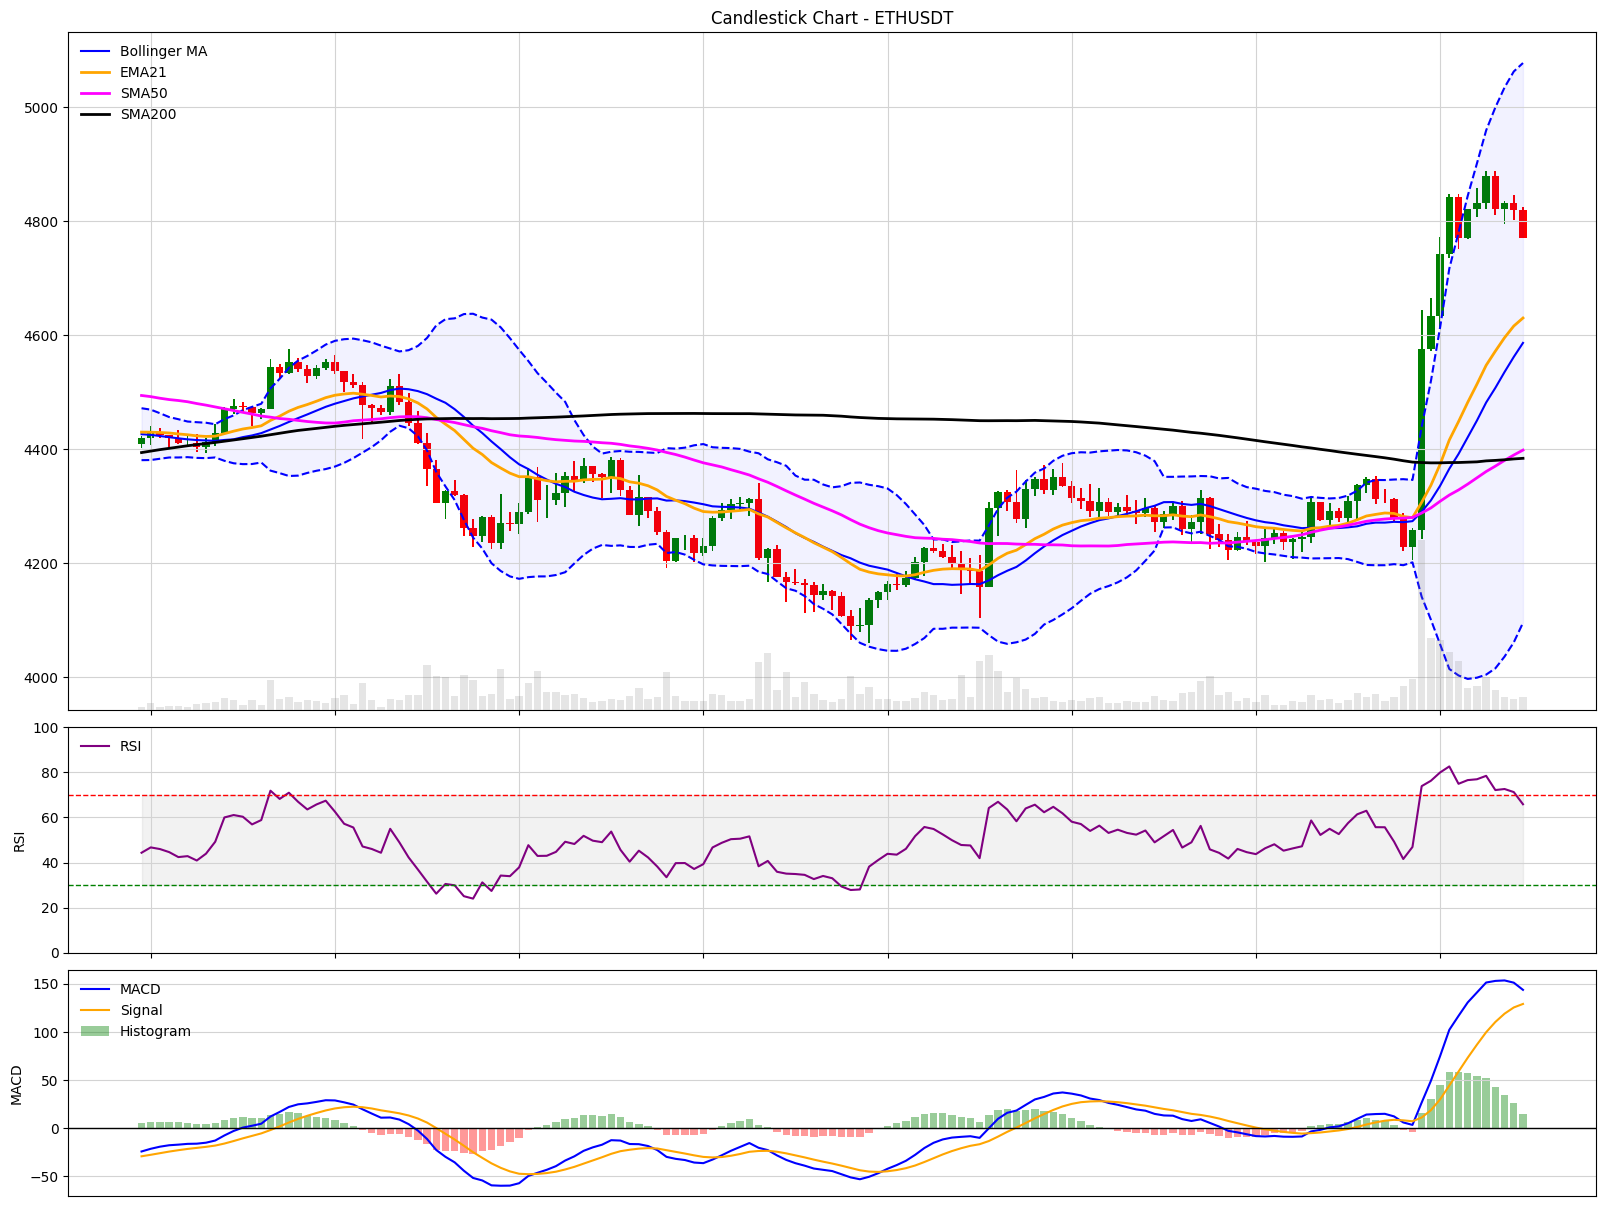 Candlestick Chart - ETHUSDT
Bollinger MA
EMA21
SMA50
SMA200
5000
4800
4600
4400
4200
4000
RSI
100
80
60
40
20
0
RSI
MACD
Signal
Histogram
150
100
50
0
−50
MACD